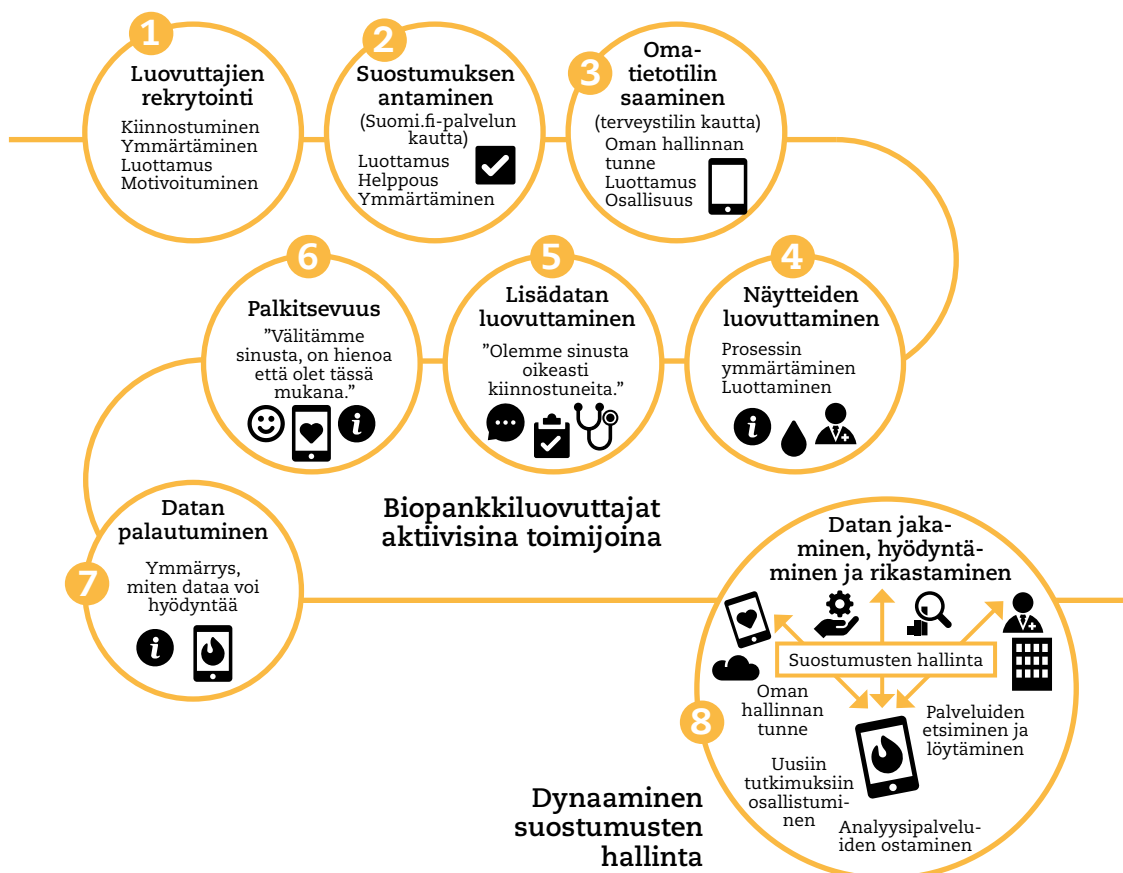 1
Luovuttajien
rekrytointi
Kiinnostuminen
Ymmärtäminen
Luottamus
Motivoituminen
2
Suostumuksen
antaminen
(Suomi.fi-palvelun
kautta)
Luottamus
Helppous
Ymmärtäminen
3
Oma-
tietotilin
saaminen
(terveystilin kautta)
Oman hallinnan
tunne
Luottamus
Osallisuus
4
Näytteiden
luovuttaminen
Prosessin
ymmärtäminen
Luottaminen
i
5
Lisädatan
luovuttaminen
”Olemme sinusta
oikeasti
kiinnostuneita.”
6
Palkitsevuus
”Välitämme
sinusta, on hienoa
että olet tässä
mukana.”
i
7
Datan
palautuminen
Ymmärrys,
miten dataa voi
hyödyntää
i
Biopankkiluovuttajat
aktiivisina toimijoina
8
Datan jaka-
minen, hyödyntä-
minen ja rikastaminen
Suostumusten hallinta
Oman
hallinnan
tunne
Palveluiden
etsiminen ja
löytäminen
Uusiin
tutkimuksiin
osallistumi-
nen
Analyysipalvelu-
iden ostaminen
Dynaaminen
suostumusten
hallinta